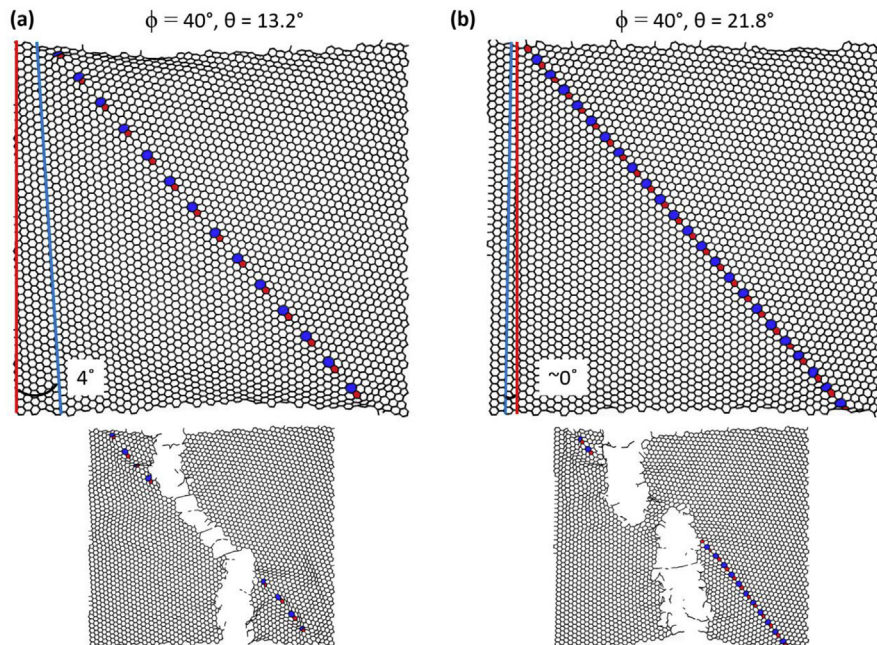 (a)
ϕ = 40°, θ = 13.2°
(b)
ϕ = 40°, θ = 21.8°
4°
~0°